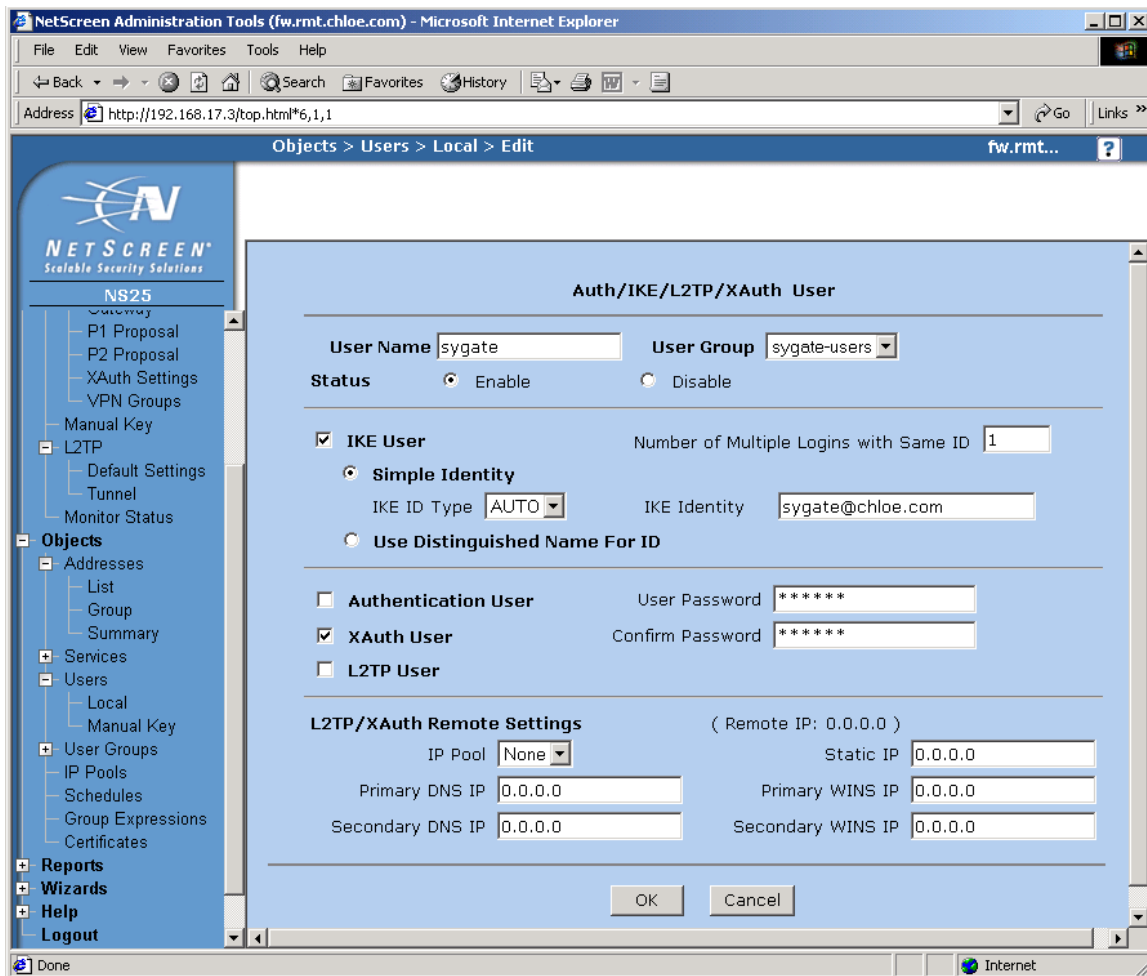 NetScreen Administration Tools (fw.rmt.chloe.com) - Microsoft Internet Explorer
File Edit View Favorites Tools Help
Back Search Favorites History
Address http://192.168.17.3/top.html*6,1,1 Go Links »
Objects > Users > Local > Edit fw.rmt... ?
N
NETSCREEN
Scalable Security Solutions
NS25
Gateway
P1 Proposal
P2 Proposal
XAuth Settings
VPN Groups
Manual Key
L2TP
Default Settings
Tunnel
Monitor Status
Objects
Addresses
List
Group
Summary
Services
Users
Local
Manual Key
User Groups
IP Pools
Schedules
Group Expressions
Certificates
Reports
Wizards
Help
Logout
Auth/IKE/L2TP/XAuth User
User Name sygate User Group sygate-users
Status Enable Disable
IKE User Number of Multiple Logins with Same ID 1
Simple Identity
IKE ID Type AUTO IKE Identity sygate@chloe.com
Use Distinguished Name For ID
Authentication User User Password ******
XAuth User Confirm Password ******
L2TP User
L2TP/XAuth Remote Settings ( Remote IP: 0.0.0.0 )
IP Pool None Static IP 0.0.0.0
Primary DNS IP 0.0.0.0 Primary WINS IP 0.0.0.0
Secondary DNS IP 0.0.0.0 Secondary WINS IP 0.0.0.0
OK Cancel
Done Internet